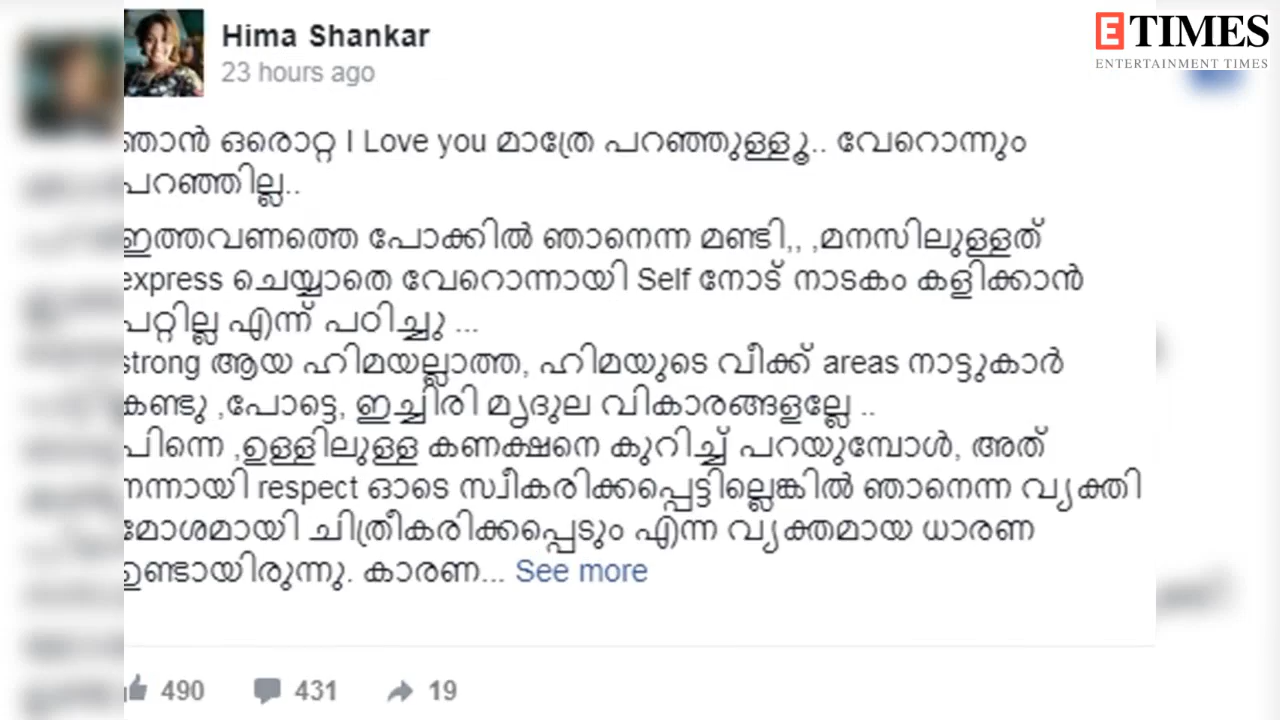 Hima Shankar
23 hours ago
E TIMES
ENTERTAINMENT TIMES
ഞാൻ ഒരൊറ്റ I Love you മാത്രേ പറഞ്ഞുള്ളൂ.. വേറൊന്നും
പറഞ്ഞില്ല..
ഇത്തവണത്തെ പോക്കിൽ ഞാനെന്ന മണ്ടി,, ,മനസിലുള്ളത്
express ചെയ്യാതെ വേറൊന്നായി Self നോട് നാടകം കളിക്കാൻ
പറ്റില്ല എന്ന് പഠിച്ചു ...
strong ആയ ഹിമയല്ലാത്ത, ഹിമയുടെ വീക്ക് areas നാട്ടുകാർ
കണ്ടു ,പോട്ടെ, ഇച്ചിരി മൃദുല വികാരങ്ങളല്ലേ ..
പിന്നെ ,ഉള്ളിലുള്ള കണക്ഷനെ കുറിച്ച് പറയുമ്പോൾ, അത്
നന്നായി respect ഓടെ സ്വീകരിക്കപ്പെട്ടില്ലെങ്കിൽ ഞാനെന്ന വ്യക്തി
മോശമായി ചിത്രീകരിക്കപ്പെടും എന്ന വ്യക്തമായ ധാരണ
ഉണ്ടായിരുന്നു. കാരണ... See more
490 431 19